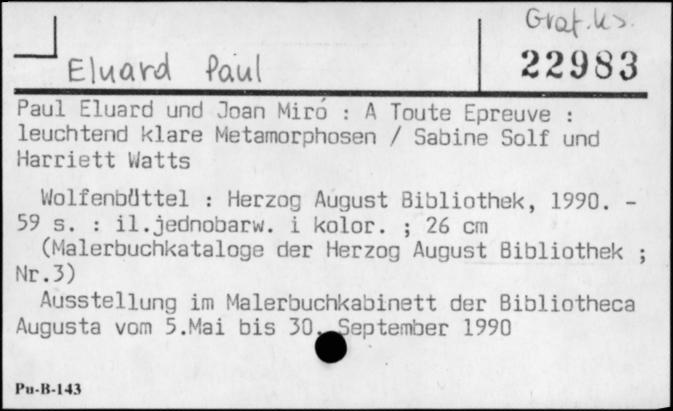 Graf. ks.
22983
Eluard Paul
Paul Eluard und Joan Miró : A Toute Epreuve :
leuchtend klare Metamorphosen / Sabine Solf und
Harriett Watts
Wolfenbüttel : Herzog August Bibliothek, 1990. -
59 s. : il.jednobarw. i kolor. ; 26 cm
(Malerbuchkataloge der Herzog August Bibliothek ;
Nr.3)
Ausstellung im Malerbuchkabinett der Bibliotheca
Augusta vom 5.Mai bis 30. September 1990
Pu-B-143